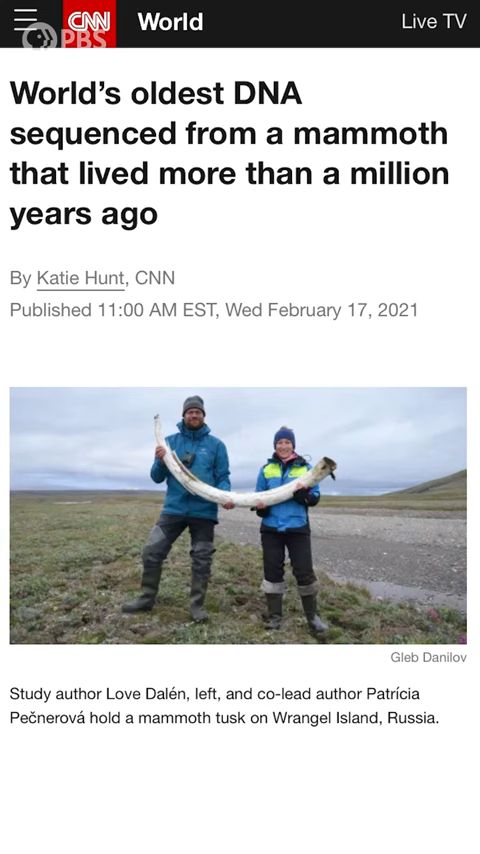 CNN World Live TV
PBS
World's oldest DNA
sequenced from a mammoth
that lived more than a million
years ago
By Katie Hunt, CNN
Published 11:00 AM EST, Wed February 17, 2021
Gleb Danilov
Study author Love Dalén, left, and co-lead author Patrícia
Pečnerová hold a mammoth tusk on Wrangel Island, Russia.